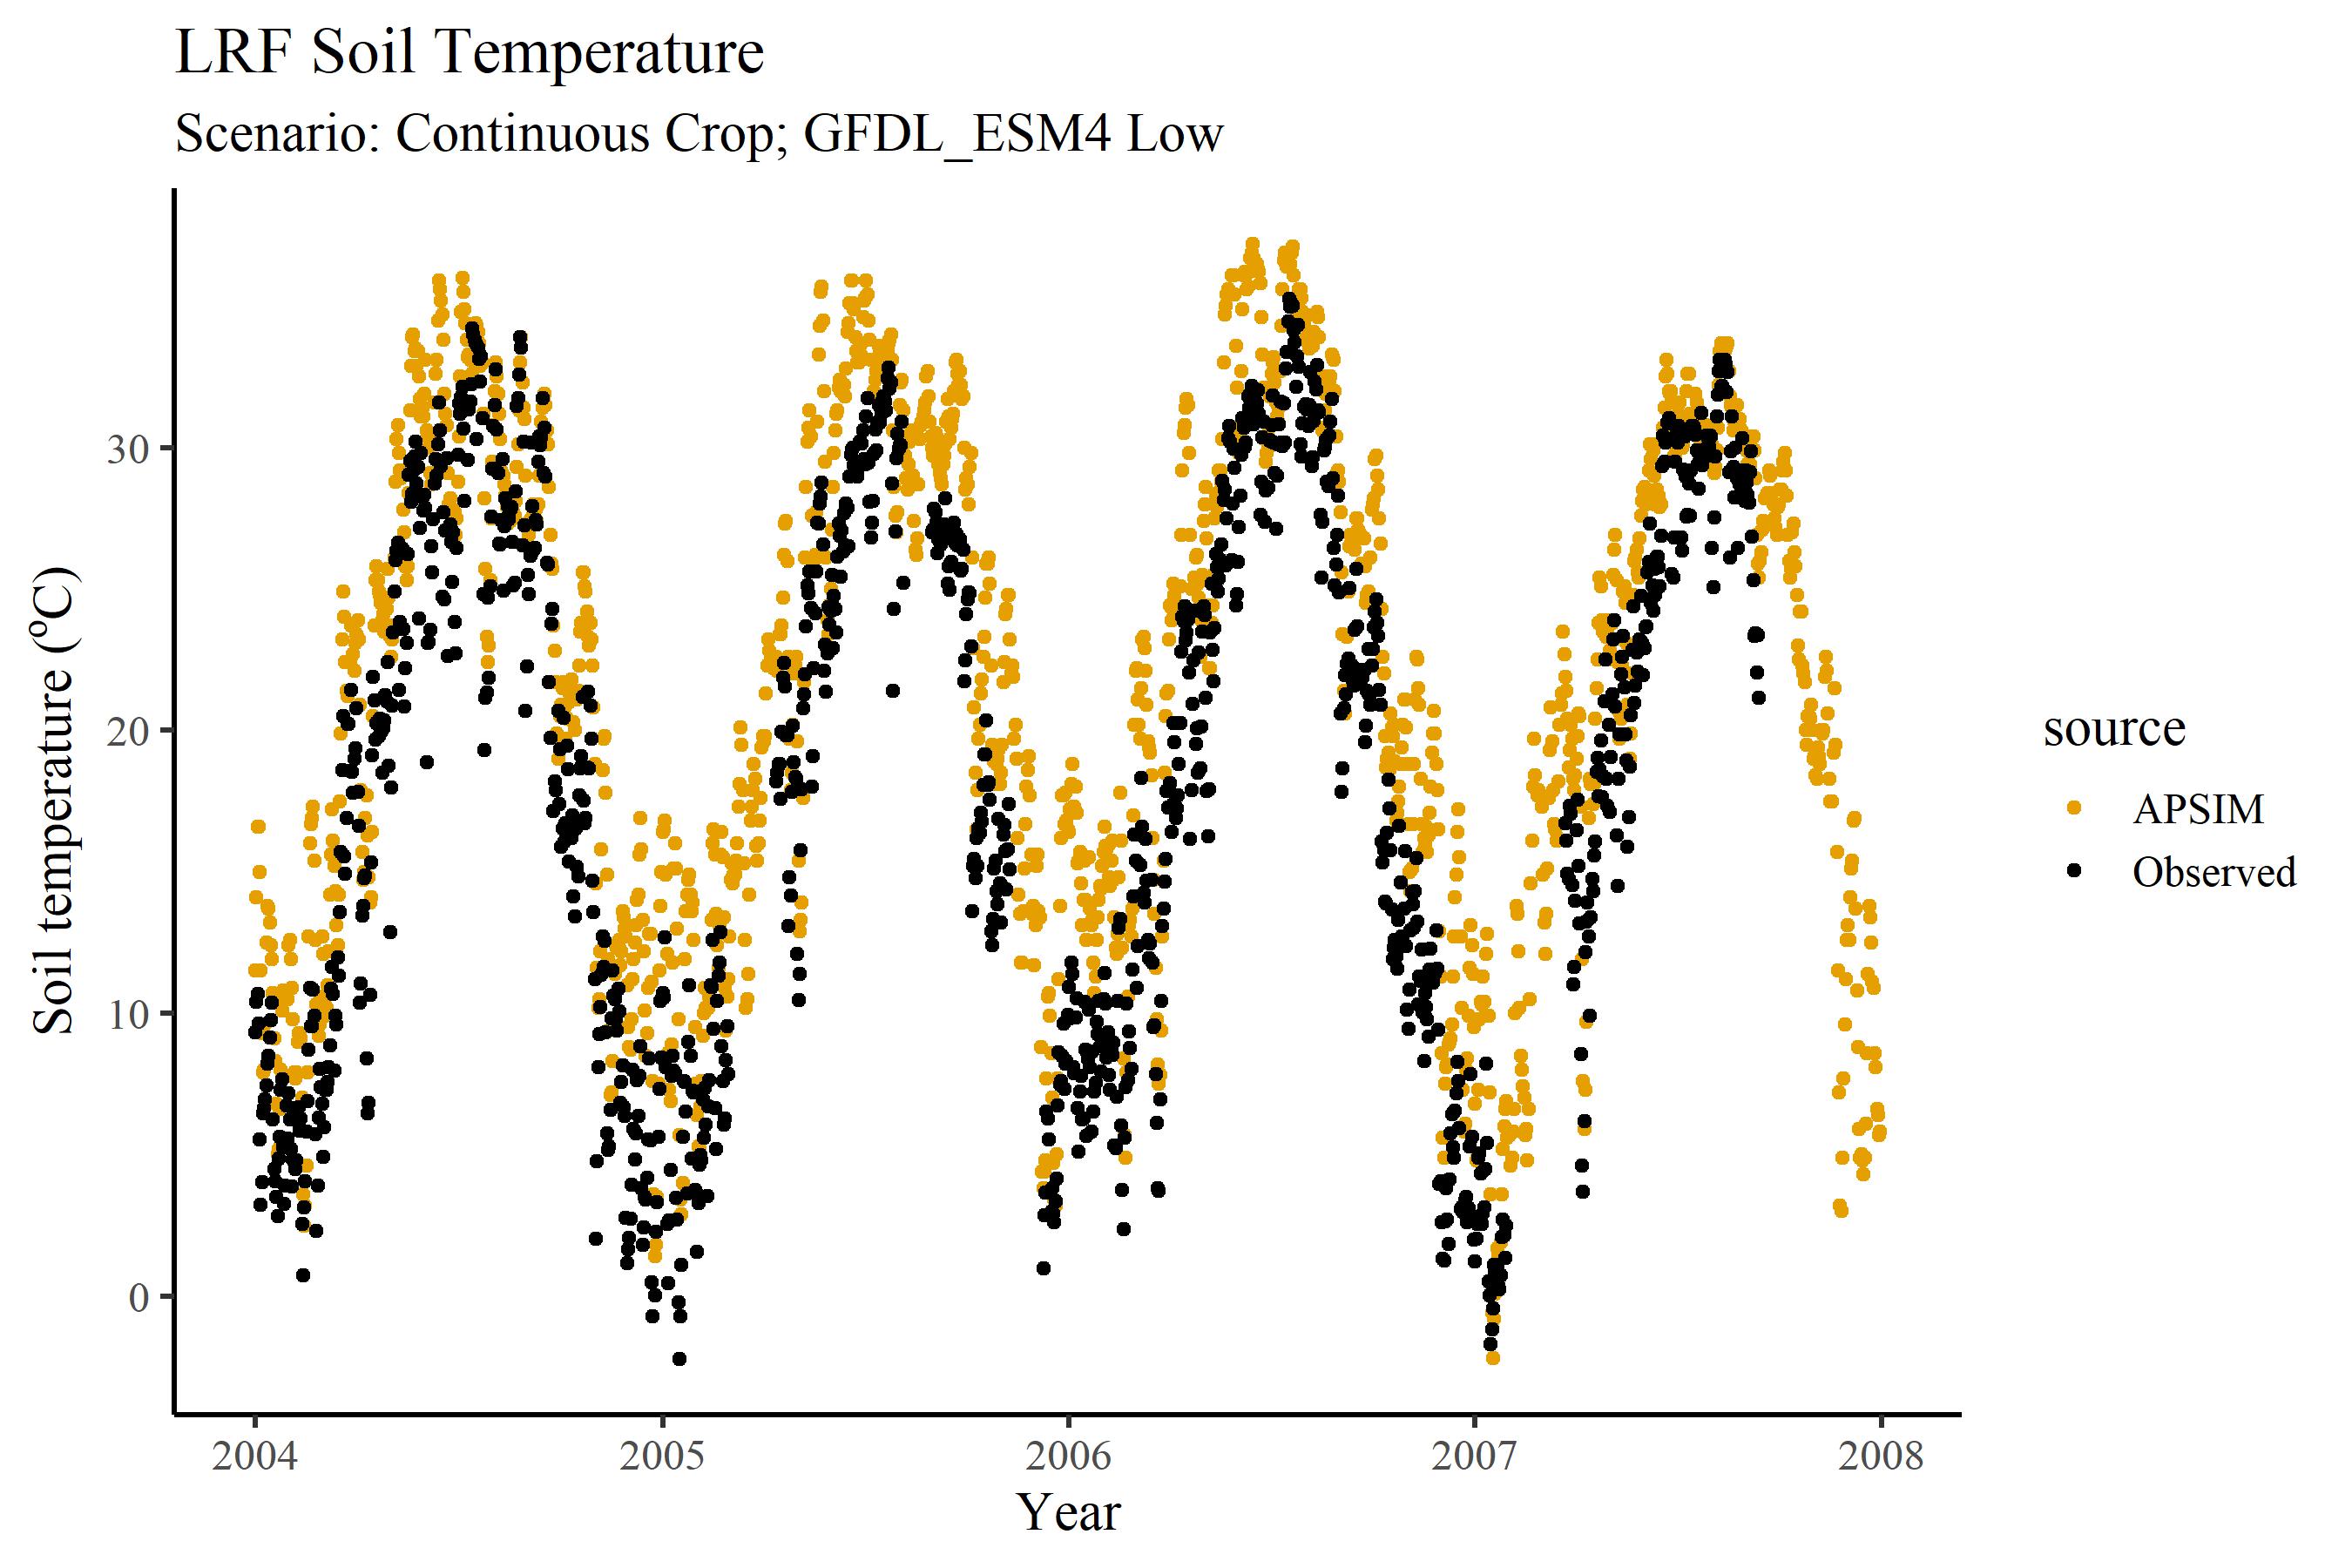 LRF Soil Temperature
Scenario: Continuous Crop; GFDL_ESM4 Low
Soil temperature (ºC)
30
20
10
0
2004
2005
2006
2007
2008
Year
source
APSIM
Observed